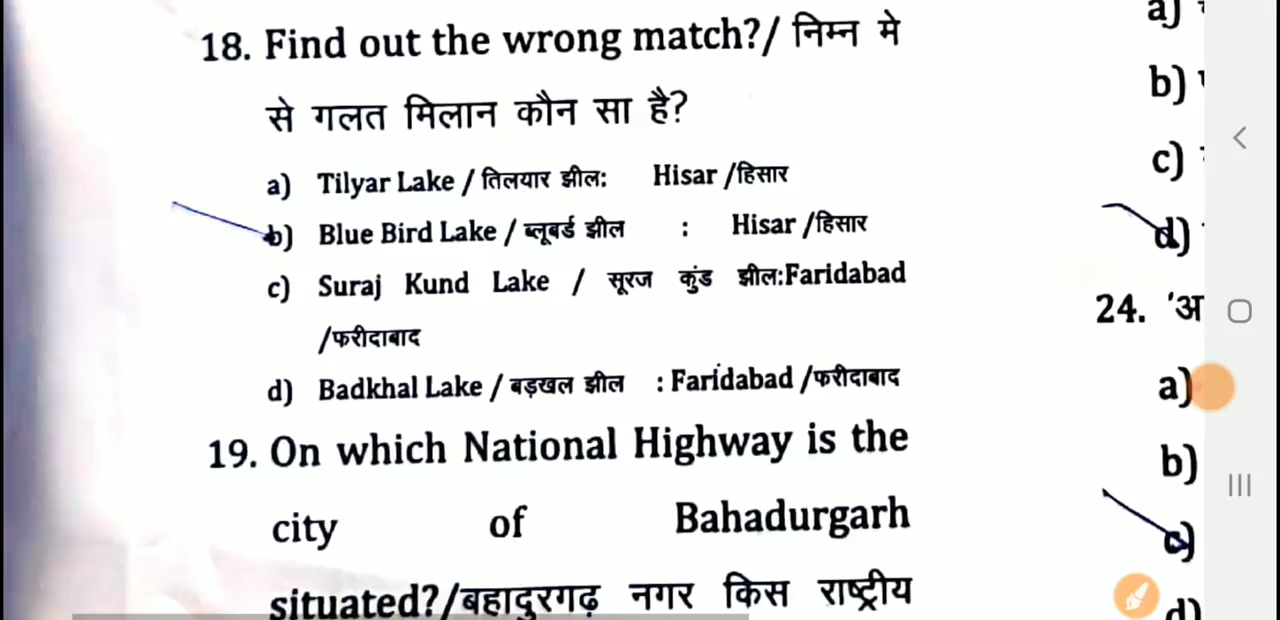 18. Find out the wrong match?/ निम्न मे
से गलत मिलान कौन सा है?
a) Tilyar Lake / तिलयार झील: Hisar /हिसार
b) Blue Bird Lake / ब्लूबर्ड झील : Hisar /हिसार
c) Suraj Kund Lake / सूरज कुंड झील:Faridabad
/फरीदाबाद
d) Badkhal Lake / बड़खल झील : Faridabad /फरीदाबाद
19. On which National Highway is the
city of Bahadurgarh
situated?/बहादुरगढ़ नगर किस राष्ट्रीय
a)
b)
c)
d)
24. 'अ
a)
b)
c)
d)